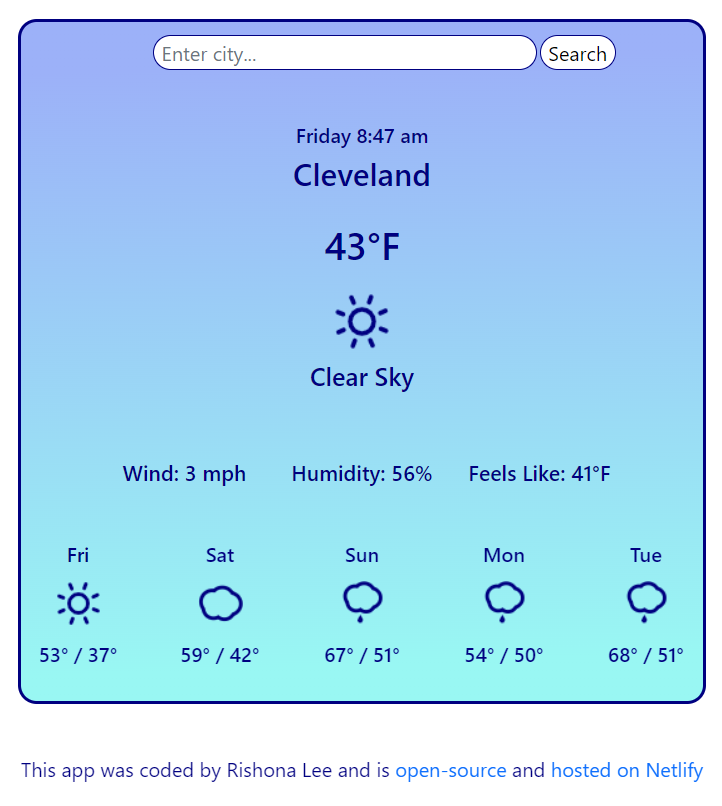 Enter city... Search
Friday 8:47 am
Cleveland
43°F
Clear Sky
Wind: 3 mph Humidity: 56% Feels Like: 41°F
Fri Sat Sun Mon Tue
53° / 37° 59° / 42° 67° / 51° 54° / 50° 68° / 51°
This app was coded by Rishona Lee and is open-source and hosted on Netlify